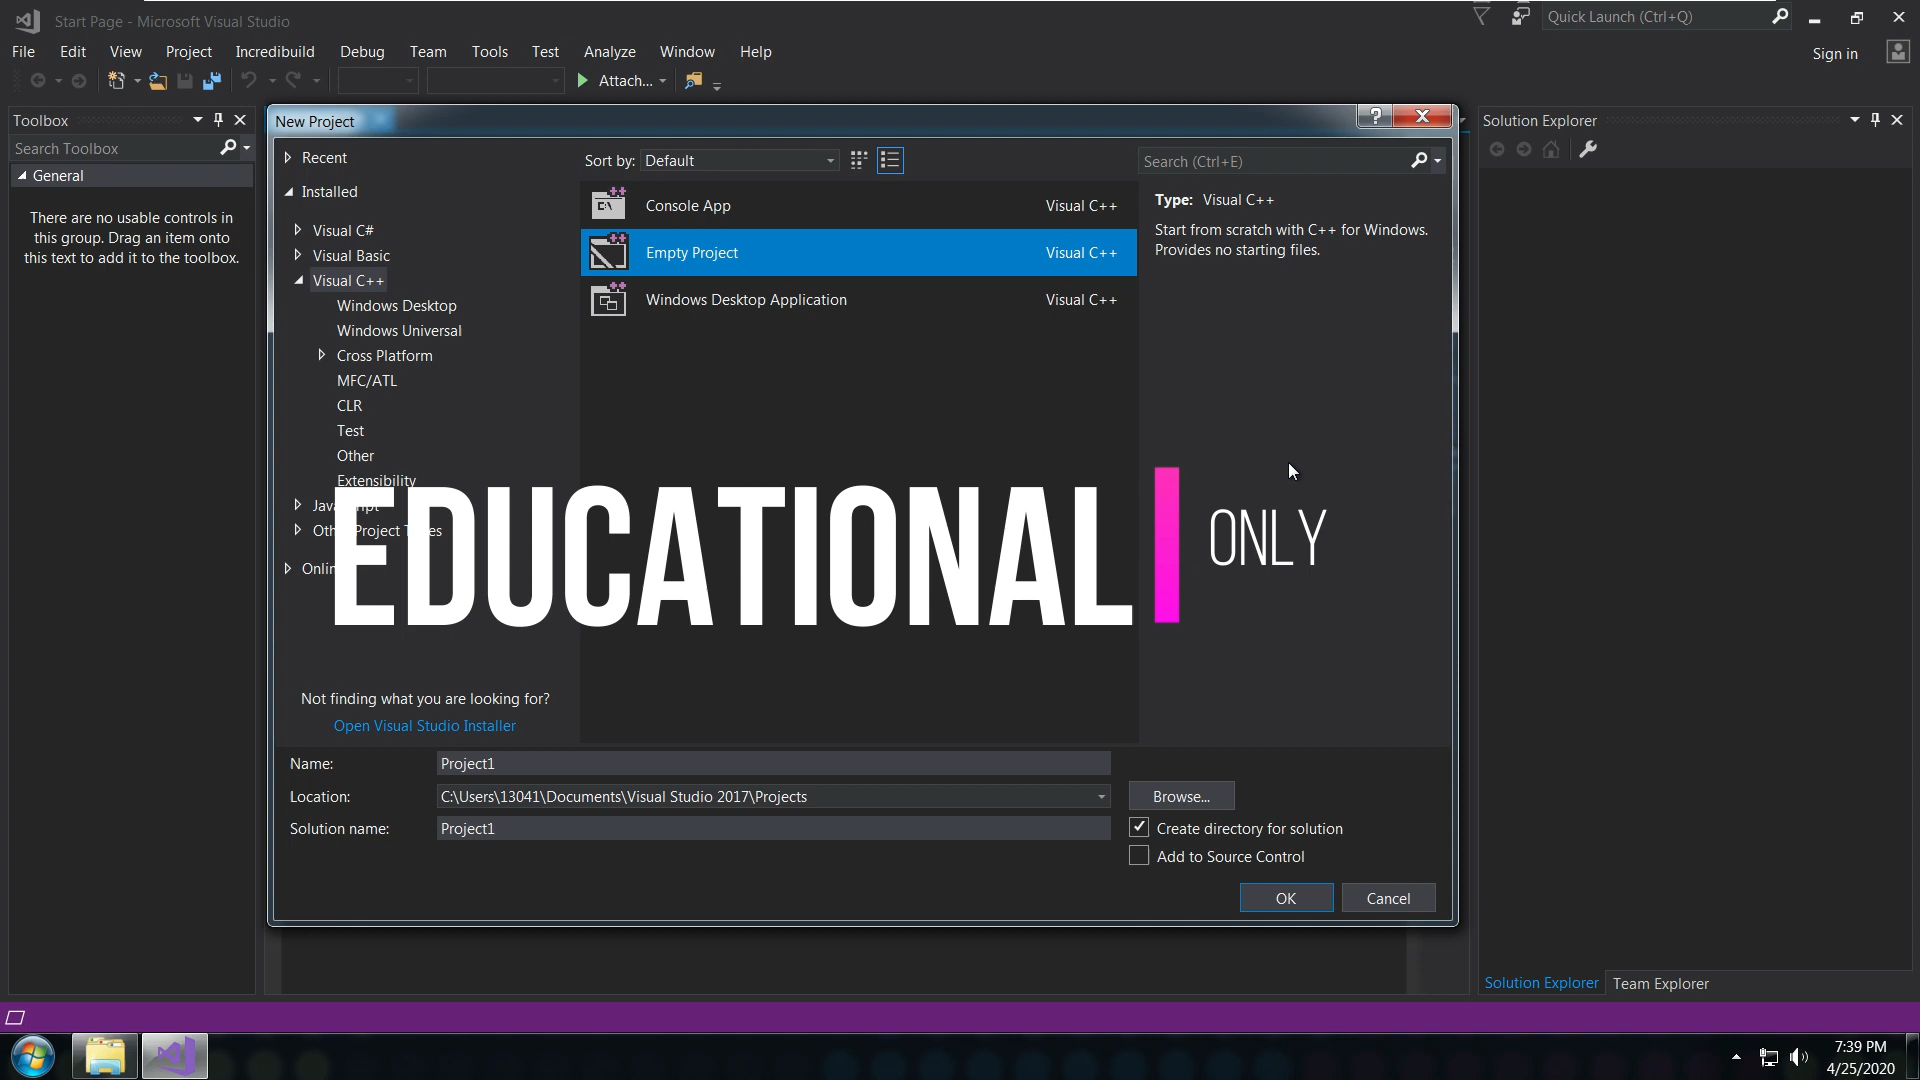 Start Page - Microsoft Visual Studio
Quick Launch (Ctrl+Q)
File Edit View Project Incredibuild Debug Team Tools Test Analyze Window Help
Sign in
Attach...
Toolbox
Search Toolbox
General
There are no usable controls in
this group. Drag an item onto
this text to add it to the toolbox.
New Project
?
Recent
Installed
Visual C#
Visual Basic
Visual C++
Windows Desktop
Windows Universal
Cross Platform
MFC/ATL
CLR
Test
Other
Extensibility
Sort by: Default
Console App Visual C++
Empty Project Visual C++
Windows Desktop Application Visual C++
Search (Ctrl+E)
Type: Visual C++
Start from scratch with C++ for Windows.
Provides no starting files.
EDUCATIONAL
ONLY
Not finding what you are looking for?
Open Visual Studio Installer
Name: Project1
Location: C:\Users\13041\Documents\Visual Studio 2017\Projects
Browse...
Solution name: Project1
Create directory for solution
Add to Source Control
OK
Cancel
Solution Explorer
Solution Explorer Team Explorer
7:39 PM
4/25/2020